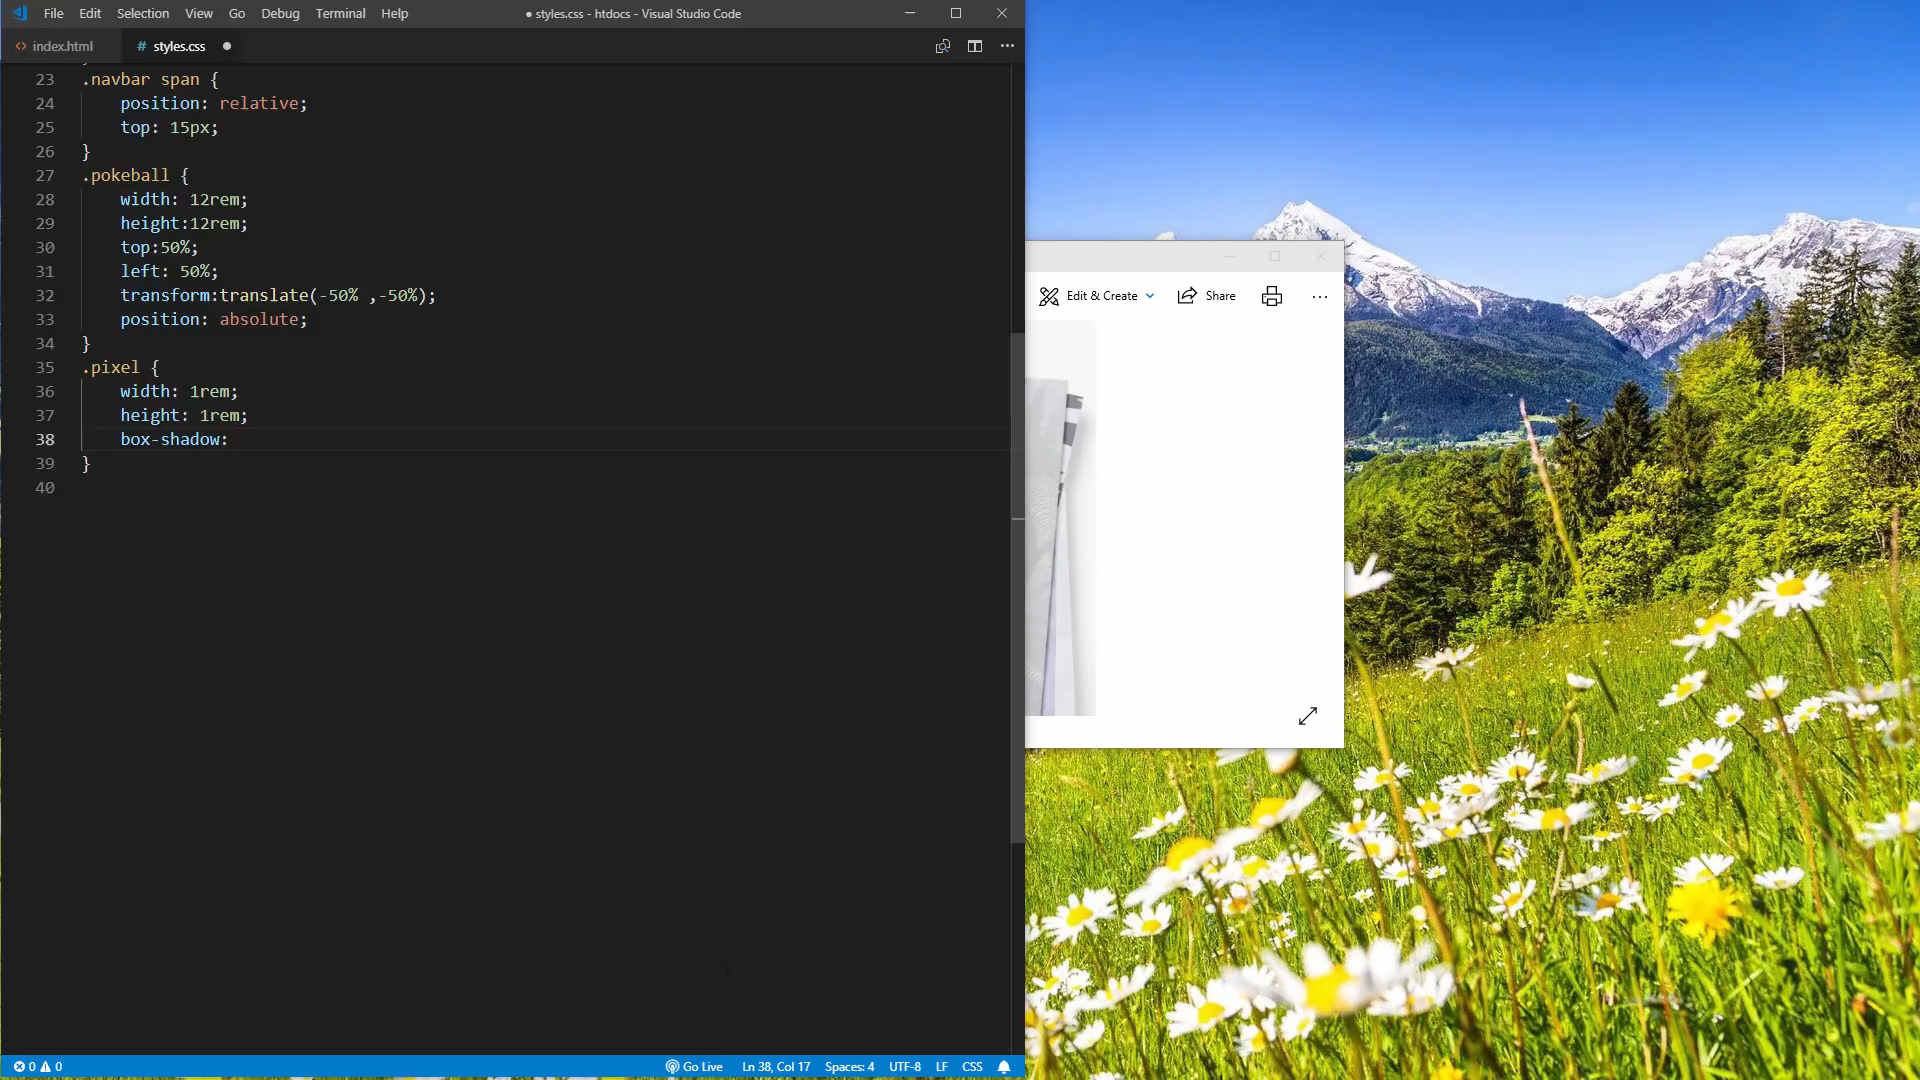 File Edit Selection View Go Debug Terminal Help ● styles.css - htdocs - Visual Studio Code
<> index.html # styles.css ●
23 .navbar span {
24 position: relative;
25 top: 15px;
26 }
27 .pokeball {
28 width: 12rem;
29 height:12rem;
30 top:50%;
31 left: 50%;
32 transform:translate(-50% ,-50%);
33 position: absolute;
34 }
35 .pixel {
36 width: 1rem;
37 height: 1rem;
38 box-shadow:
39 }
40
Edit & Create Share
0 0 Go Live Ln 38, Col 17 Spaces: 4 UTF-8 LF CSS